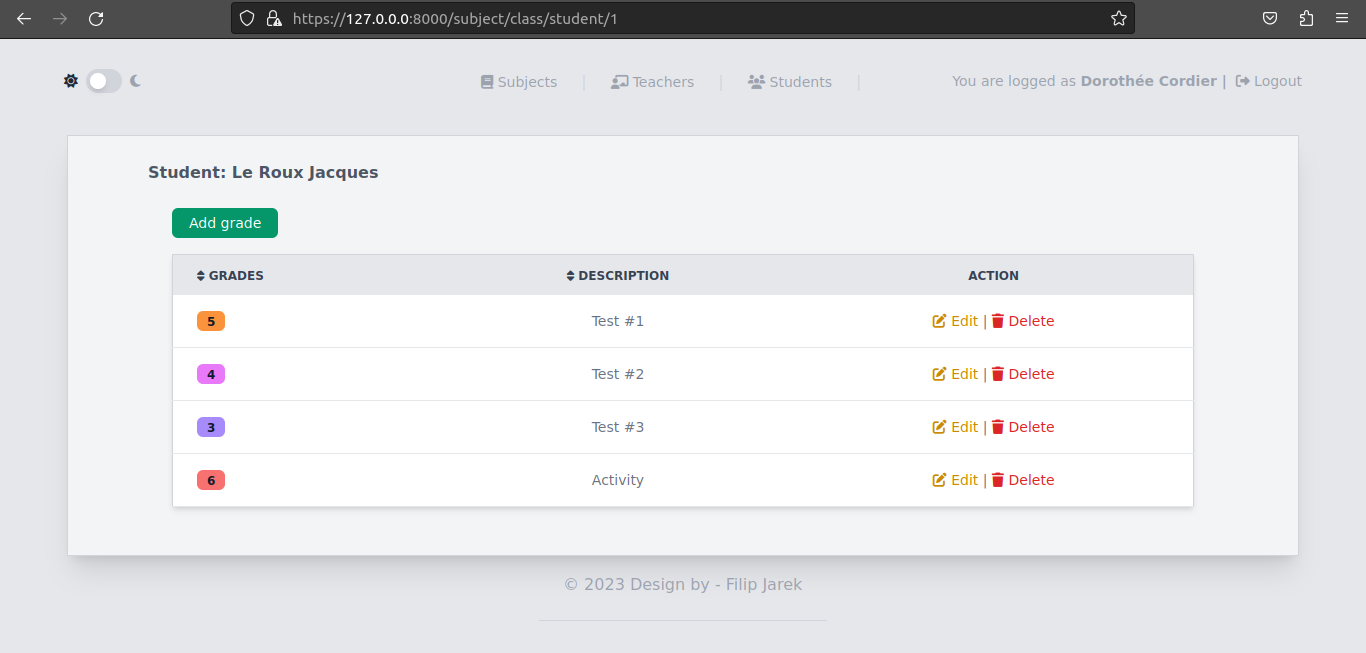 https://127.0.0.0:8000/subject/class/student/1
Subjects | Teachers | Students | You are logged as Dorothée Cordier | Logout
Student: Le Roux Jacques
Add grade
GRADES DESCRIPTION ACTION
5 Test #1 Edit | Delete
4 Test #2 Edit | Delete
3 Test #3 Edit | Delete
6 Activity Edit | Delete
© 2023 Design by - Filip Jarek